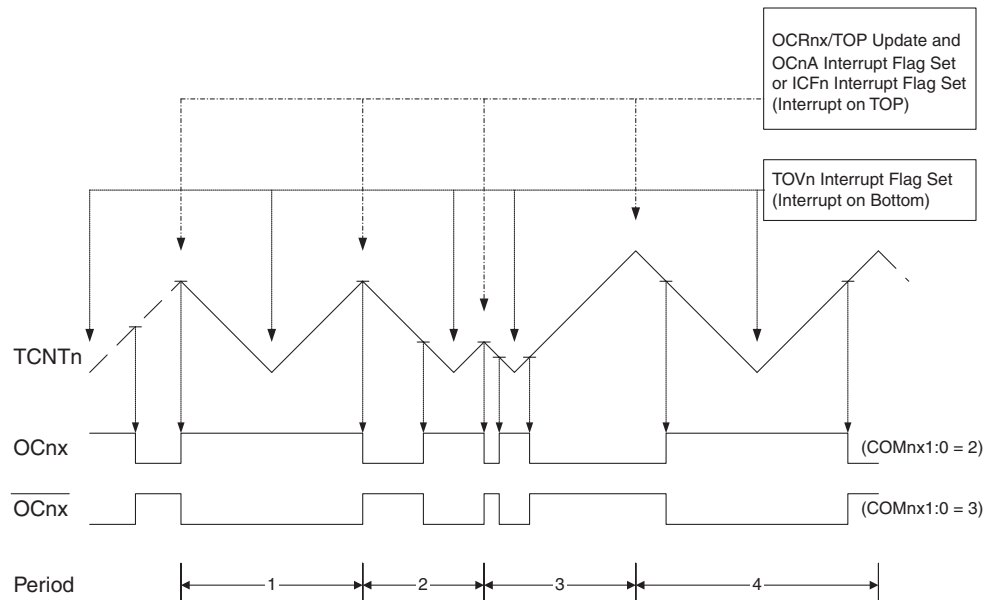 OCRnx/TOP Update and
OCnA Interrupt Flag Set
or ICFn Interrupt Flag Set
(Interrupt on TOP)
TOVn Interrupt Flag Set
(Interrupt on Bottom)
TCNTn
OCnx
(COMnx1:0 = 2)
OCnx
(COMnx1:0 = 3)
Period
1
2
3
4